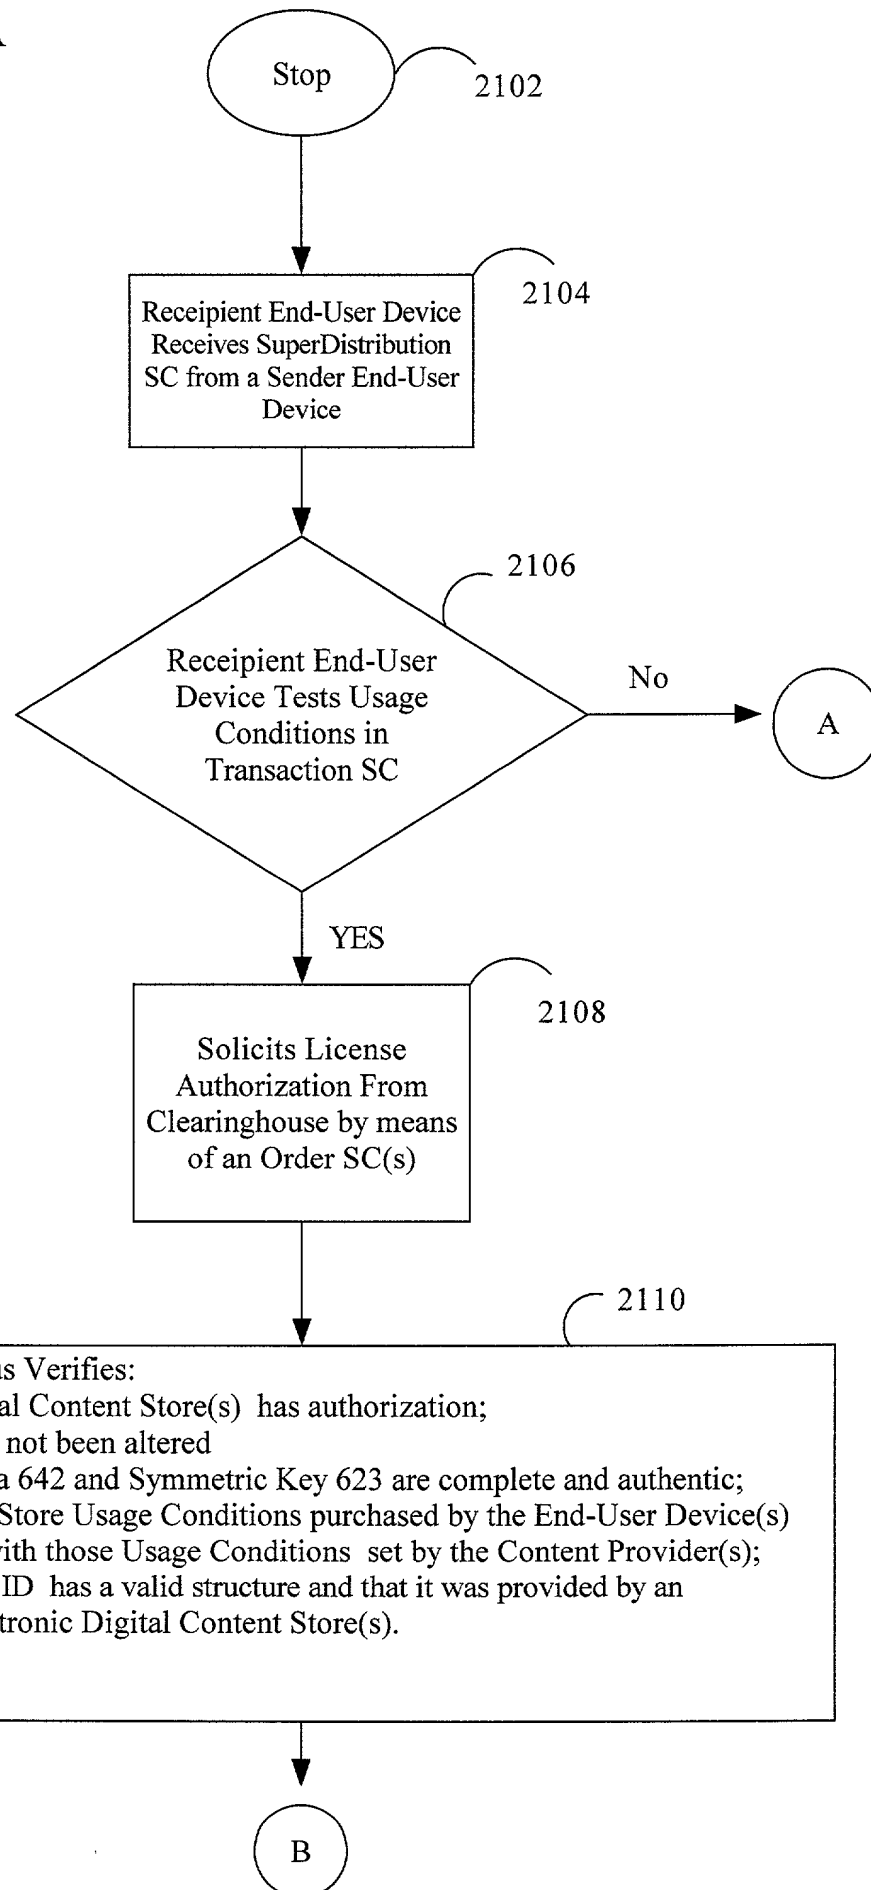 Stop
2102
2104
Receipient End-User Device
Receives SuperDistribution
SC from a Sender End-User
Device
2106
Receipient End-User
Device Tests Usage
Conditions in
Transaction SC
No
A
YES
2108
Solicits License
Authorization From
Clearinghouse by means
of an Order SC(s)
2110
Verifies:
Content Store(s) has authorization;
not been altered
642 and Symmetric Key 623 are complete and authentic;
Store Usage Conditions purchased by the End-User Device(s)
those Usage Conditions set by the Content Provider(s);
ID has a valid structure and that it was provided by an
Digital Content Store(s).
B